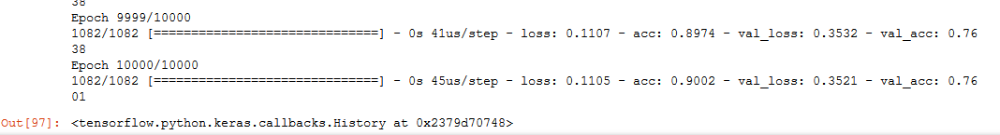 38
Epoch 9999/10000
1082/1082 [==============================] - 0s 41us/step - loss: 0.1107 - acc: 0.8974 - val_loss: 0.3532 - val_acc: 0.76
38
Epoch 10000/10000
1082/1082 [==============================] - 0s 45us/step - loss: 0.1105 - acc: 0.9002 - val_loss: 0.3521 - val_acc: 0.76
01
Out[97]: <tensorflow.python.keras.callbacks.History at 0x2379d70748>